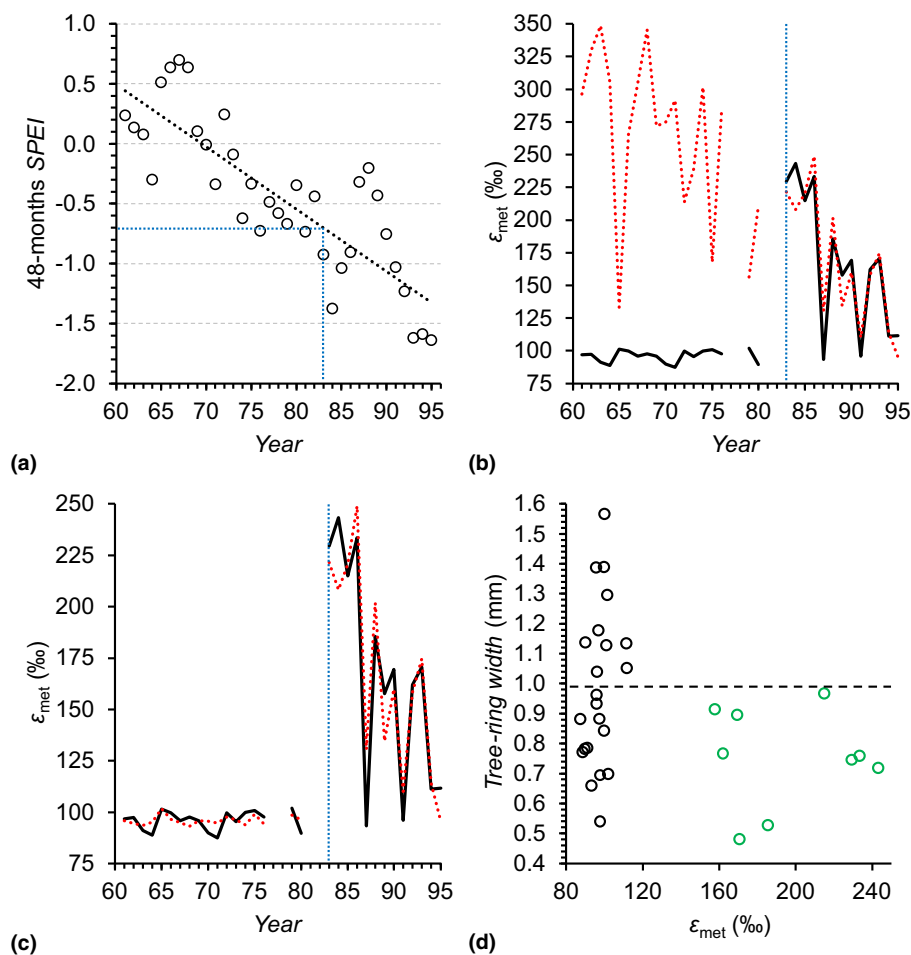 1.0
0.5
0.0
-0.5
-1.0
-1.5
-2.0
48-months SPEI
60 65 70 75 80 85 90 95
Year
(a)
350
325
300
275
250
225
200
175
150
125
100
75
εmet (‰)
60 65 70 75 80 85 90 95
Year
(b)
250
225
200
175
150
125
100
75
εmet (‰)
60 65 70 75 80 85 90 95
Year
(c)
1.6
1.5
1.4
1.3
1.2
1.1
1.0
0.9
0.8
0.7
0.6
0.5
0.4
Tree-ring width (mm)
80 120 160 200 240
εmet (‰)
(d)